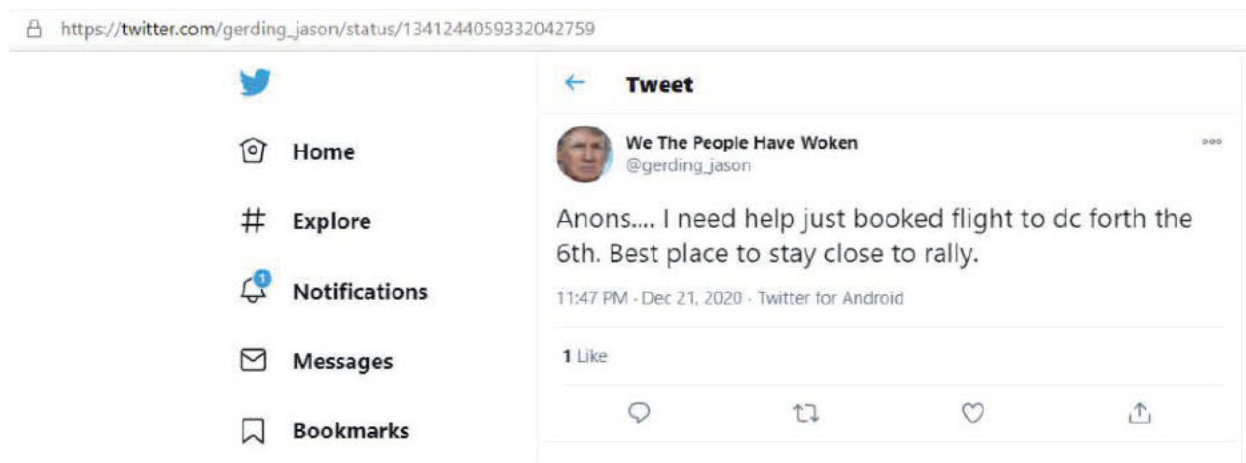 https://twitter.com/gerding_jason/status/1341244059332042759
Tweet
Home
Explore
Notifications
1
Messages
Bookmarks
We The People Have Woken
@gerding_jason
Anons.... I need help just booked flight to dc forth the
6th. Best place to stay close to rally.
11:47 PM · Dec 21, 2020 · Twitter for Android
1 Like